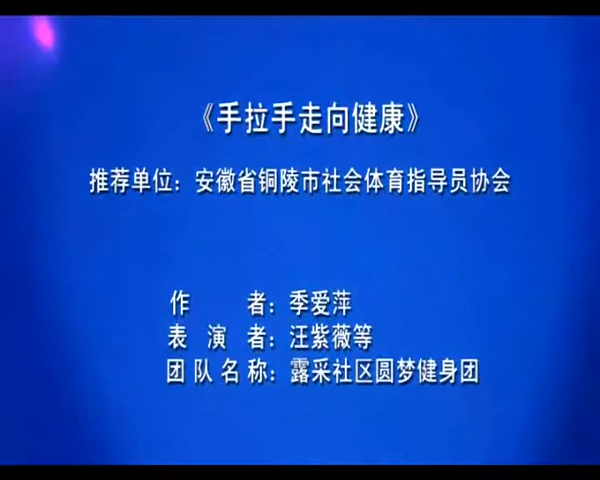 《手拉手走向健康》
推荐单位：安徽省铜陵市社会体育指导员协会
作 者：季爱萍
表 演 者：汪紫薇等
团 队 名 称：露采社区圆梦健身团